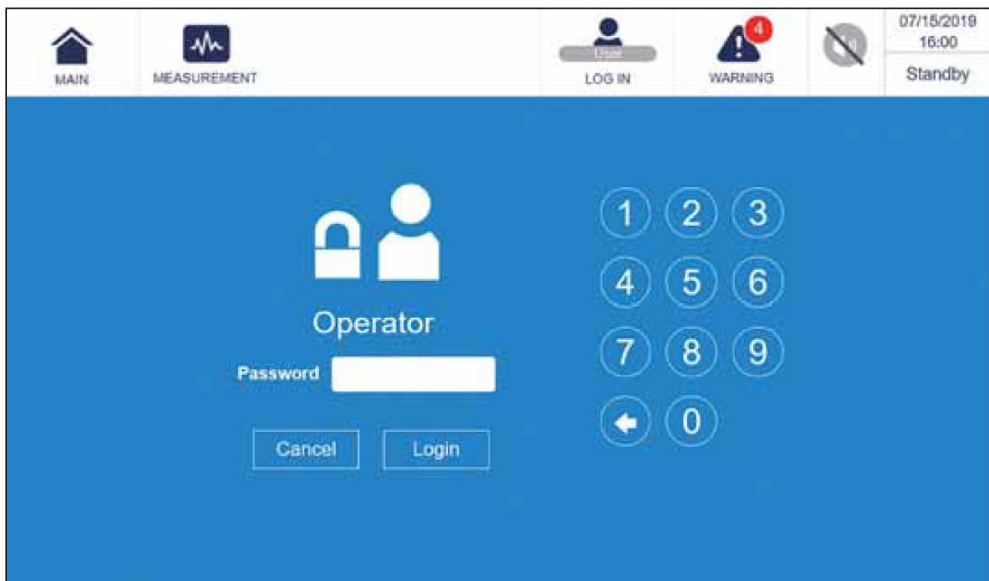 07/15/2019
16:00
4
User
MAIN
MEASUREMENT
LOG IN
WARNING
Standby
1 2 3
4 5 6
Operator
7 8 9
Password
0
Cancel Login